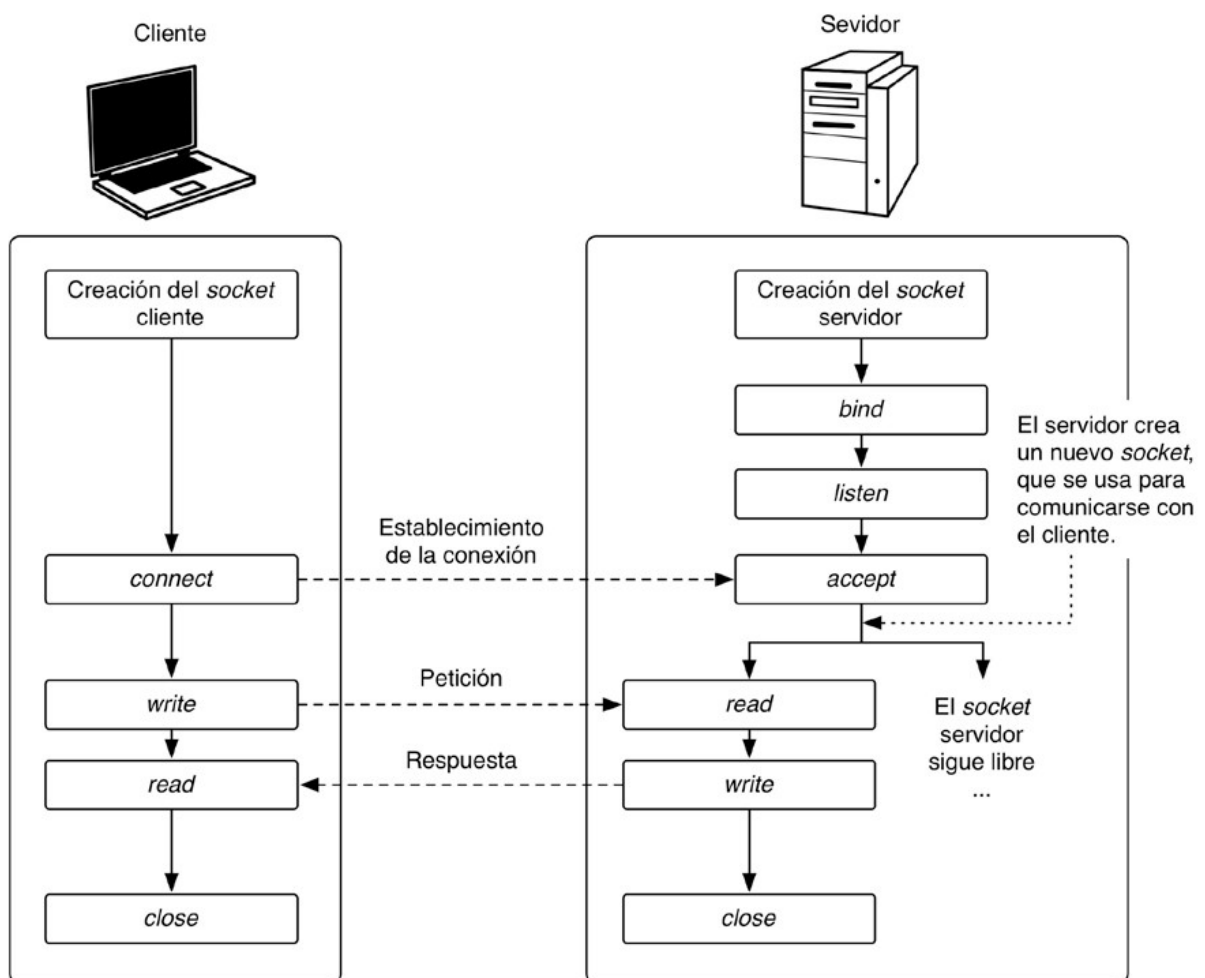 Cliente
Sevidor
Creación del socket
cliente
Creación del socket
servidor
bind
El servidor crea
un nuevo socket,
que se usa para
comunicarse con
el cliente.
listen
Establecimiento
de la conexión
connect
accept
Petición
write
read
El socket
servidor
sigue libre
...
Respuesta
read
write
close
close